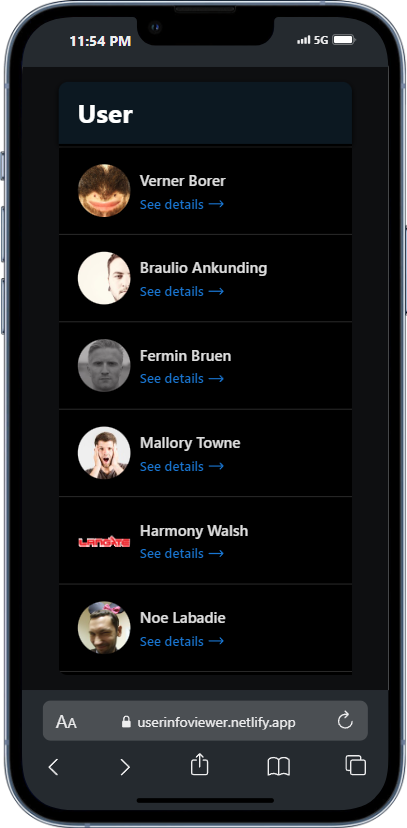 11:54 PM
5G
User
Verner Borer
See details →
Braulio Ankunding
See details →
Fermin Bruen
See details →
Mallory Towne
See details →
LANGATE
Harmony Walsh
See details →
Noe Labadie
See details →
AA
userinfoviewer.netlify.app